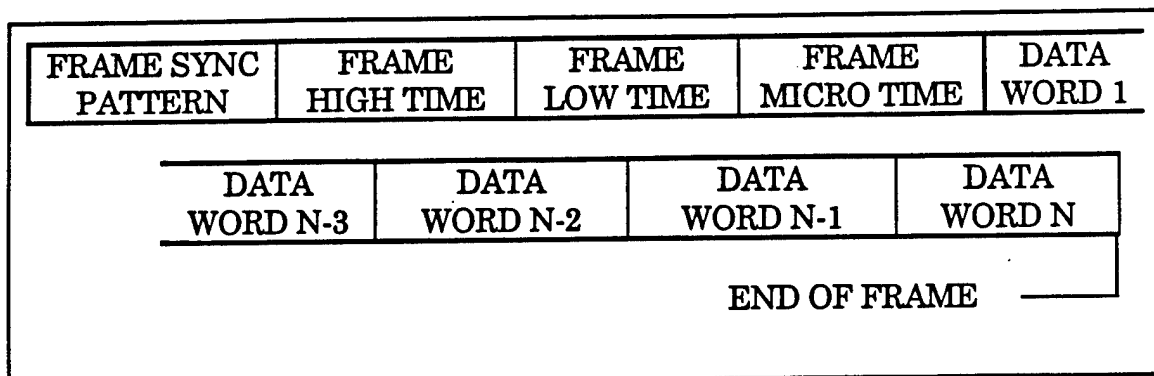 FRAME SYNC PATTERN
FRAME HIGH TIME
FRAME LOW TIME
FRAME MICRO TIME
DATA WORD 1
DATA WORD N-3
DATA WORD N-2
DATA WORD N-1
DATA WORD N
END OF FRAME